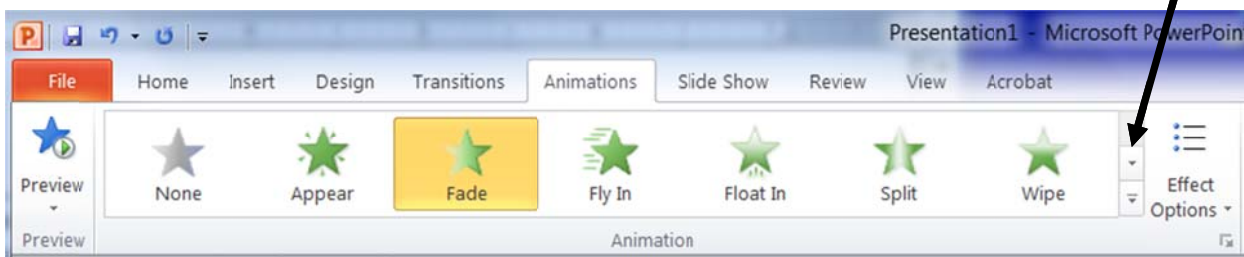 P
Presentation1 - Microsoft PowerPoin
File Home Insert Design Transitions Animations Slide Show Review View Acrobat
Preview None Appear Fade Fly In Float In Split Wipe Effect
Options
Preview Animation